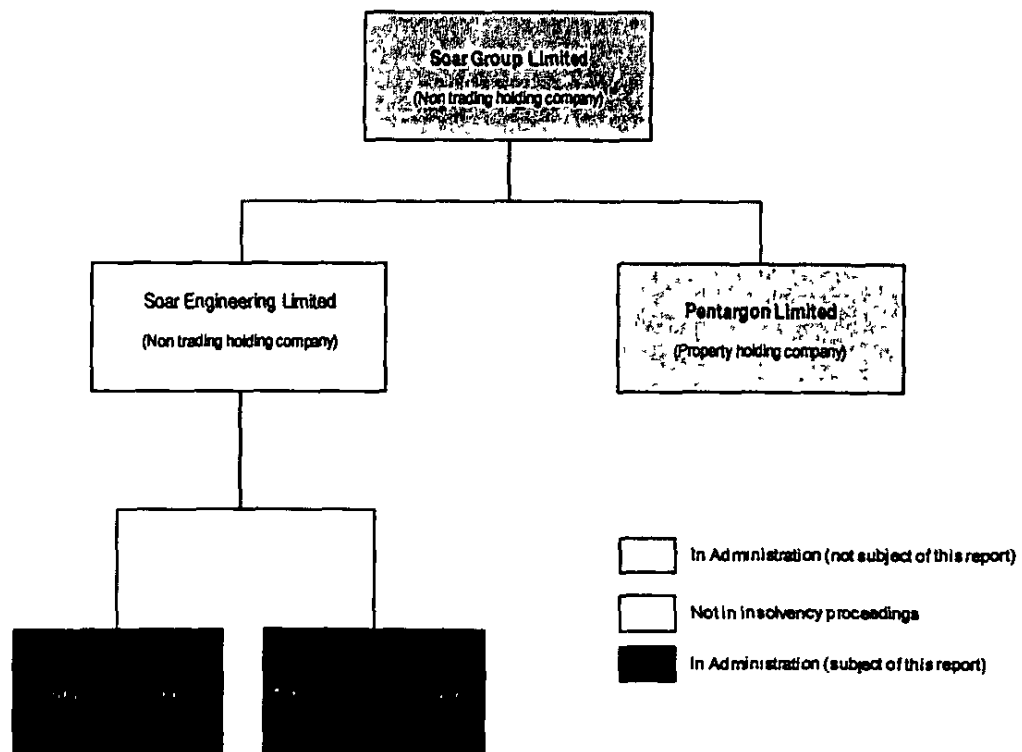 Soar Group Limited
(Non trading holding company)
Soar Engineering Limited
(Non trading holding company)
Pentargon Limited
(Property holding company)
In Administration (not subject of this report)
Not in insolvency proceedings
In Administration (subject of this report)